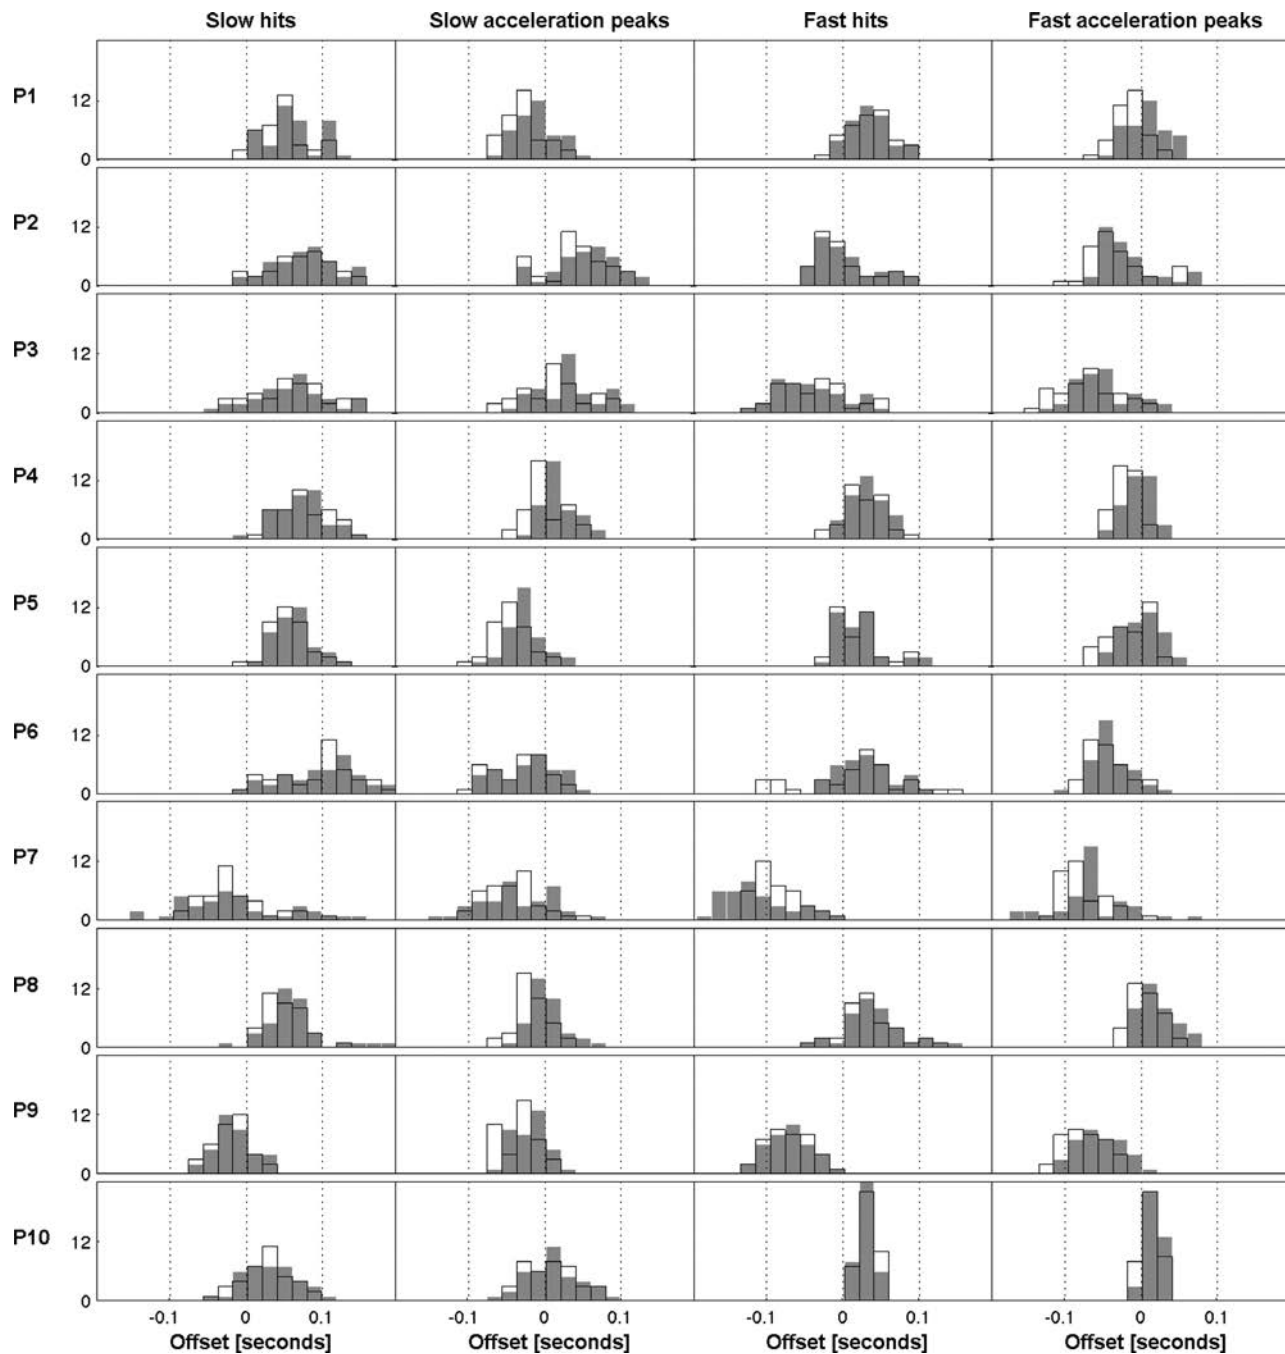 Slow hits Slow acceleration peaks Fast hits Fast acceleration peaks
P1 12 0
P2 12 0
P3 12 0
P4 12 0
P5 12 0
P6 12 0
P7 12 0
P8 12 0
P9 12 0
P10 12 0
-0.1 0 0.1 -0.1 0 0.1 -0.1 0 0.1 -0.1 0 0.1
Offset [seconds] Offset [seconds] Offset [seconds] Offset [seconds]